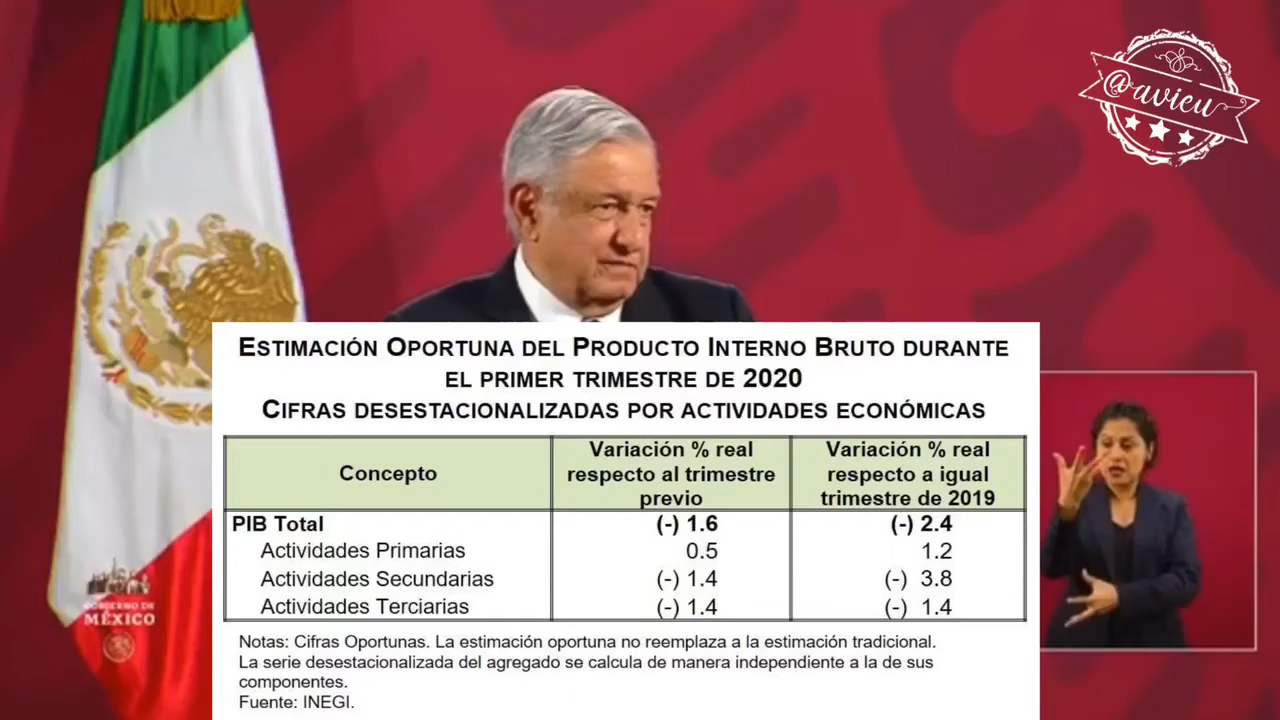 @avieu
ESTIMACIÓN OPORTUNA DEL PRODUCTO INTERNO BRUTO DURANTE
EL PRIMER TRIMESTRE DE 2020
CIFRAS DESESTACIONALIZADAS POR ACTIVIDADES ECONÓMICAS
Concepto
Variación % real
respecto al trimestre
previo
Variación % real
respecto a igual
trimestre de 2019
PIB Total (-) 1.6 (-) 2.4
Actividades Primarias 0.5 1.2
Actividades Secundarias (-) 1.4 (-) 3.8
Actividades Terciarias (-) 1.4 (-) 1.4
Notas: Cifras Oportunas. La estimación oportuna no reemplaza a la estimación tradicional.
La serie desestacionalizada del agregado se calcula de manera independiente a la de sus
componentes.
Fuente: INEGI.
GOBIERNO DE
MÉXICO